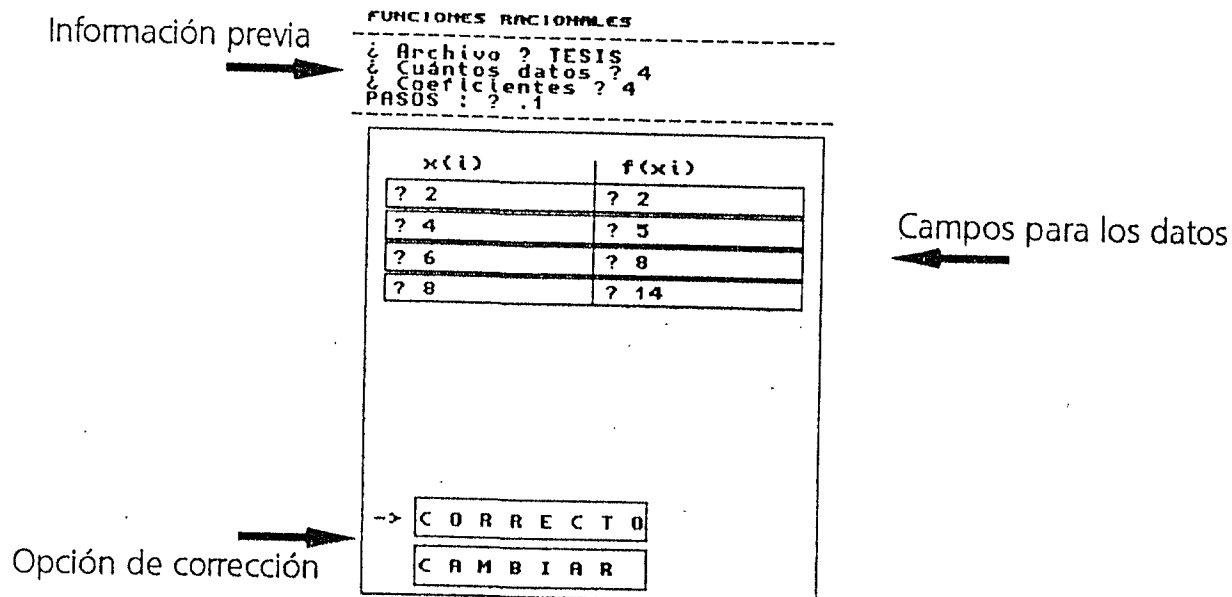 FUNCIONES RACIONALES
Información previa
¿ Archivo ? TESIS
¿ Cuántos datos ? 4
¿ Coeficientes ? 4
PASOS : ? .1
x(i) f(xi)
? 2 ? 2
? 4 ? 5
? 6 ? 8
? 8 ? 14
Campos para los datos
-> C O R R E C T O
C A M B I A R
Opción de corrección